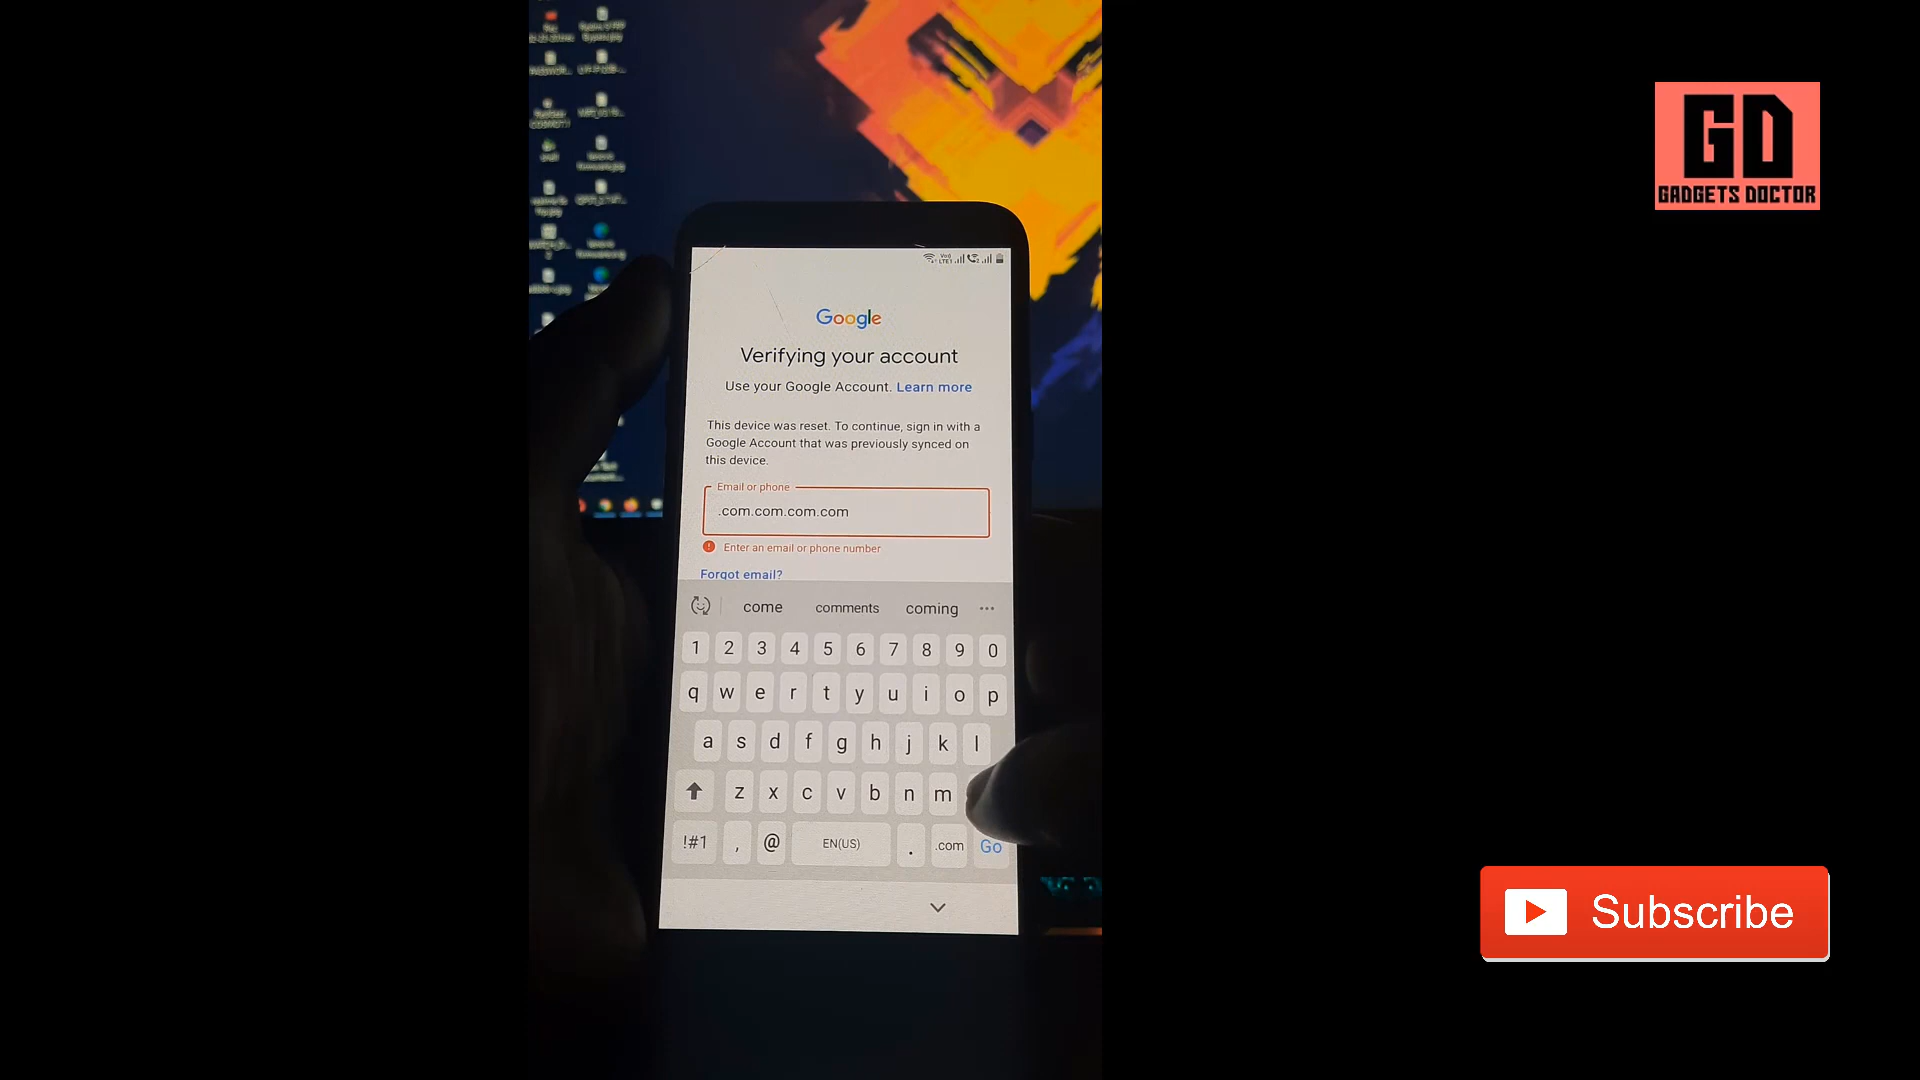 GD
GADGETS DOCTOR
Google
Verifying your account
Use your Google Account. Learn more
This device was reset. To continue, sign in with a
Google Account that was previously synced on
this device.
Email or phone
.com.com.com.com
Enter an email or phone number
Forgot email?
come comments coming
1 2 3 4 5 6 7 8 9 0
q w e r t y u i o p
a s d f g h j k l
z x c v b n m
!#1 , @ EN(US) . .com Go
Subscribe